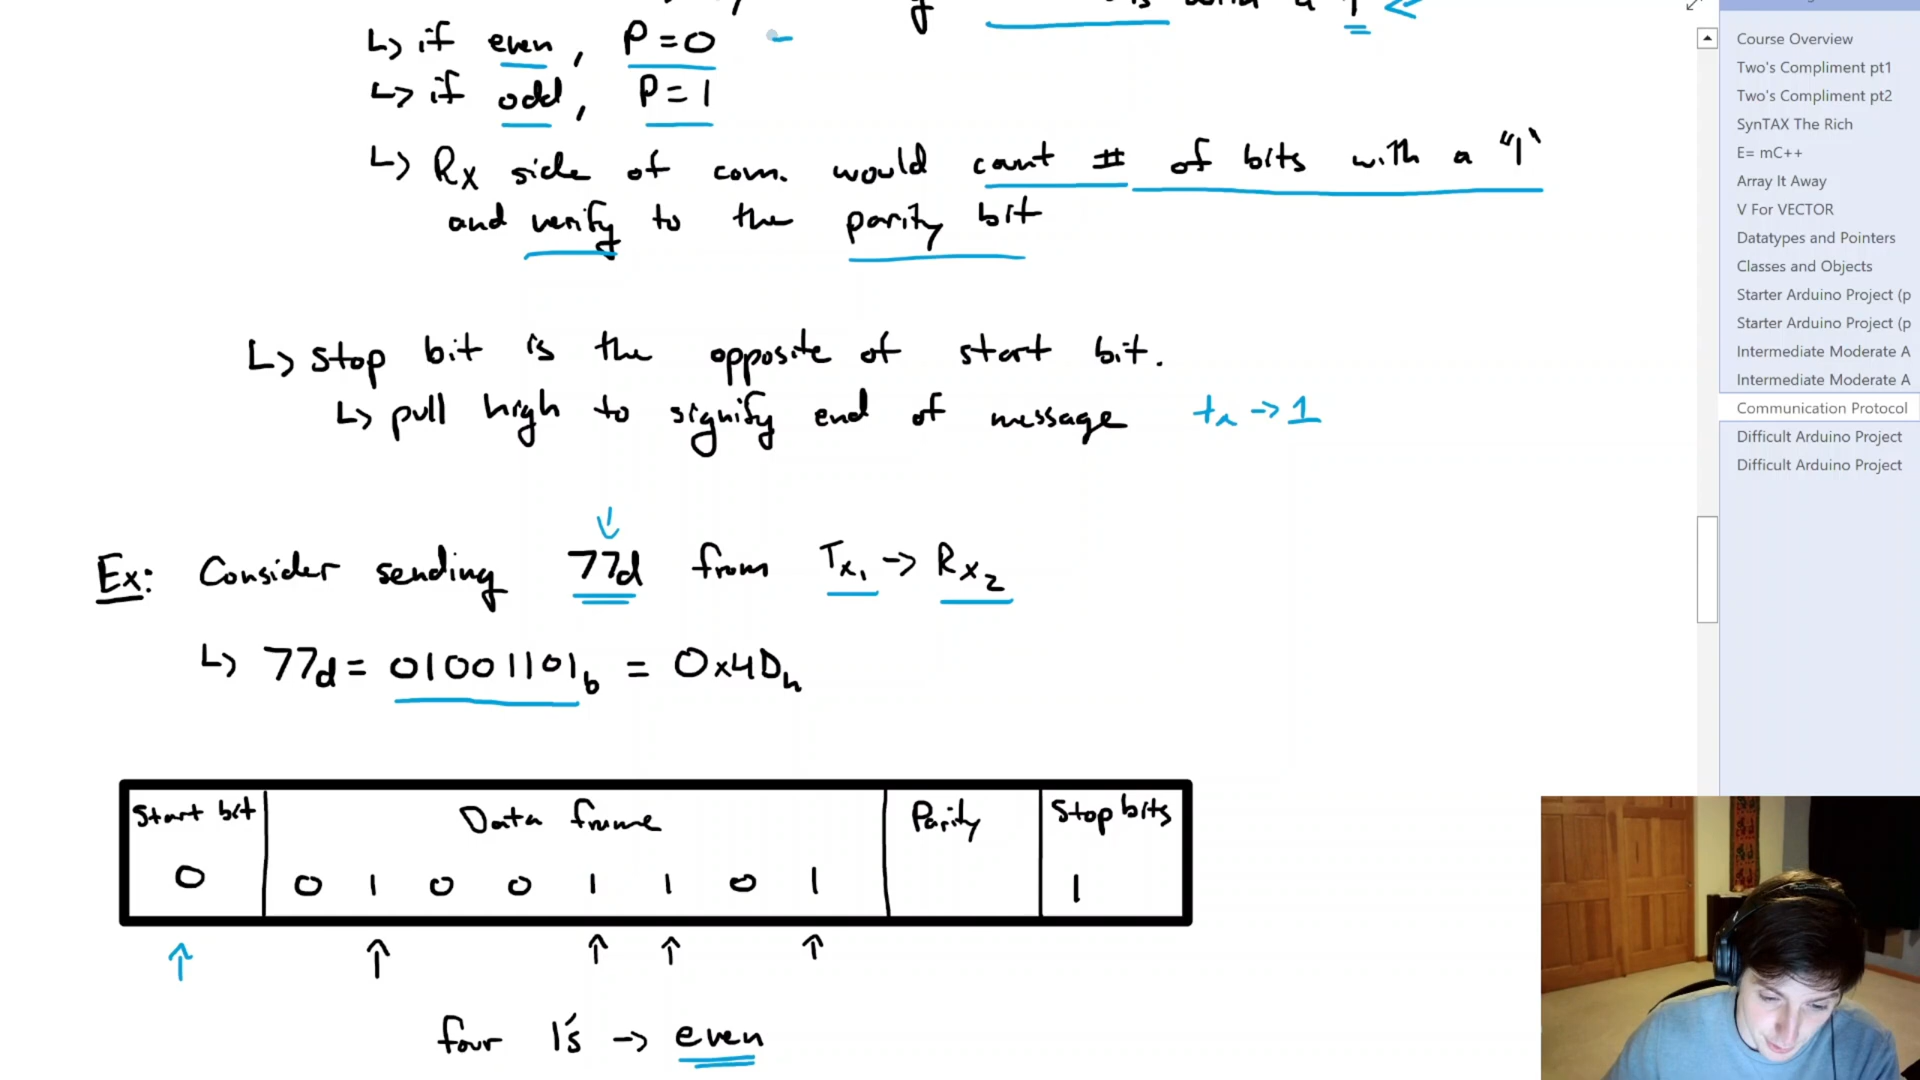 is with a 1
↳ if even, P = 0
↳ if odd, P = 1
↳ Rx side of com. would count # of bits with a "1"
and verify to the parity bit
↳ Stop bit is the opposite of start bit.
↳ pull high to signify end of message tx -> 1
Ex: Consider sending 77d from Tx1 -> Rx2
↳ 77d = 01001101b = 0x4Dh
Start bit Data frame Parity Stop bits
0 0 1 0 0 1 1 0 1 1
four 1's -> even
Course Overview
Two's Compliment pt1
Two's Compliment pt2
SynTAX The Rich
E= mC++
Array It Away
V For VECTOR
Datatypes and Pointers
Classes and Objects
Starter Arduino Project (p
Starter Arduino Project (p
Intermediate Moderate A
Intermediate Moderate A
Communication Protocol
Difficult Arduino Project
Difficult Arduino Project